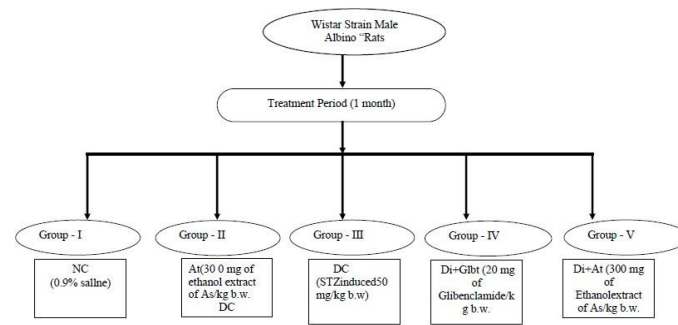 Wistar Strain Male
Albino “Rats
Treatment Period (1 month)
Group - I
Group - II
Group - III
Group - IV
Group - V
NC
(0.9% sallne)
At(30 0 mg of
ethanol extract
of As/kg b.w.
DC
DC
(STZinduced50
mg/kg b.w)
Di+Glbt (20 mg
of
Glibenclamide/k
g b.w.
Di+At (300 mg
of
Ethanolextract
of As/kg b.w.